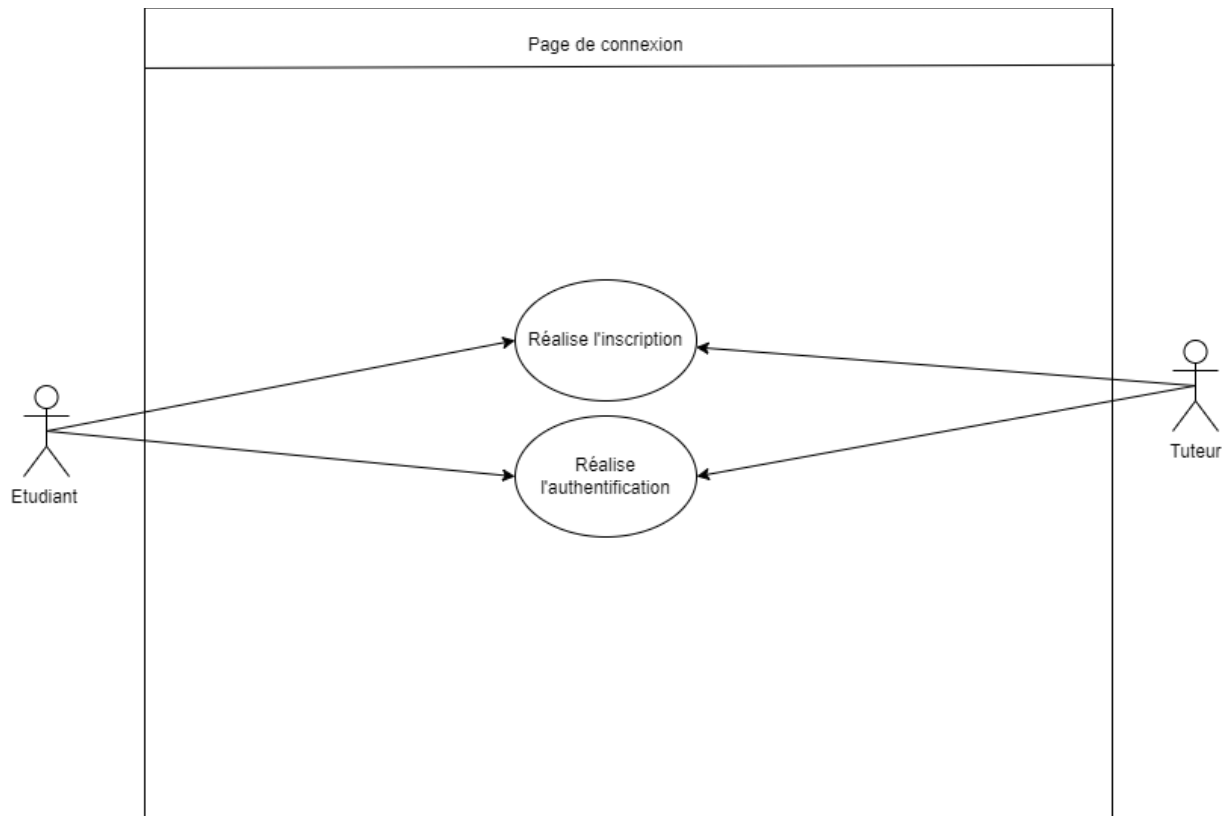 Page de connexion
Réalise l'inscription
Réalise
l'authentification
Etudiant
Tuteur